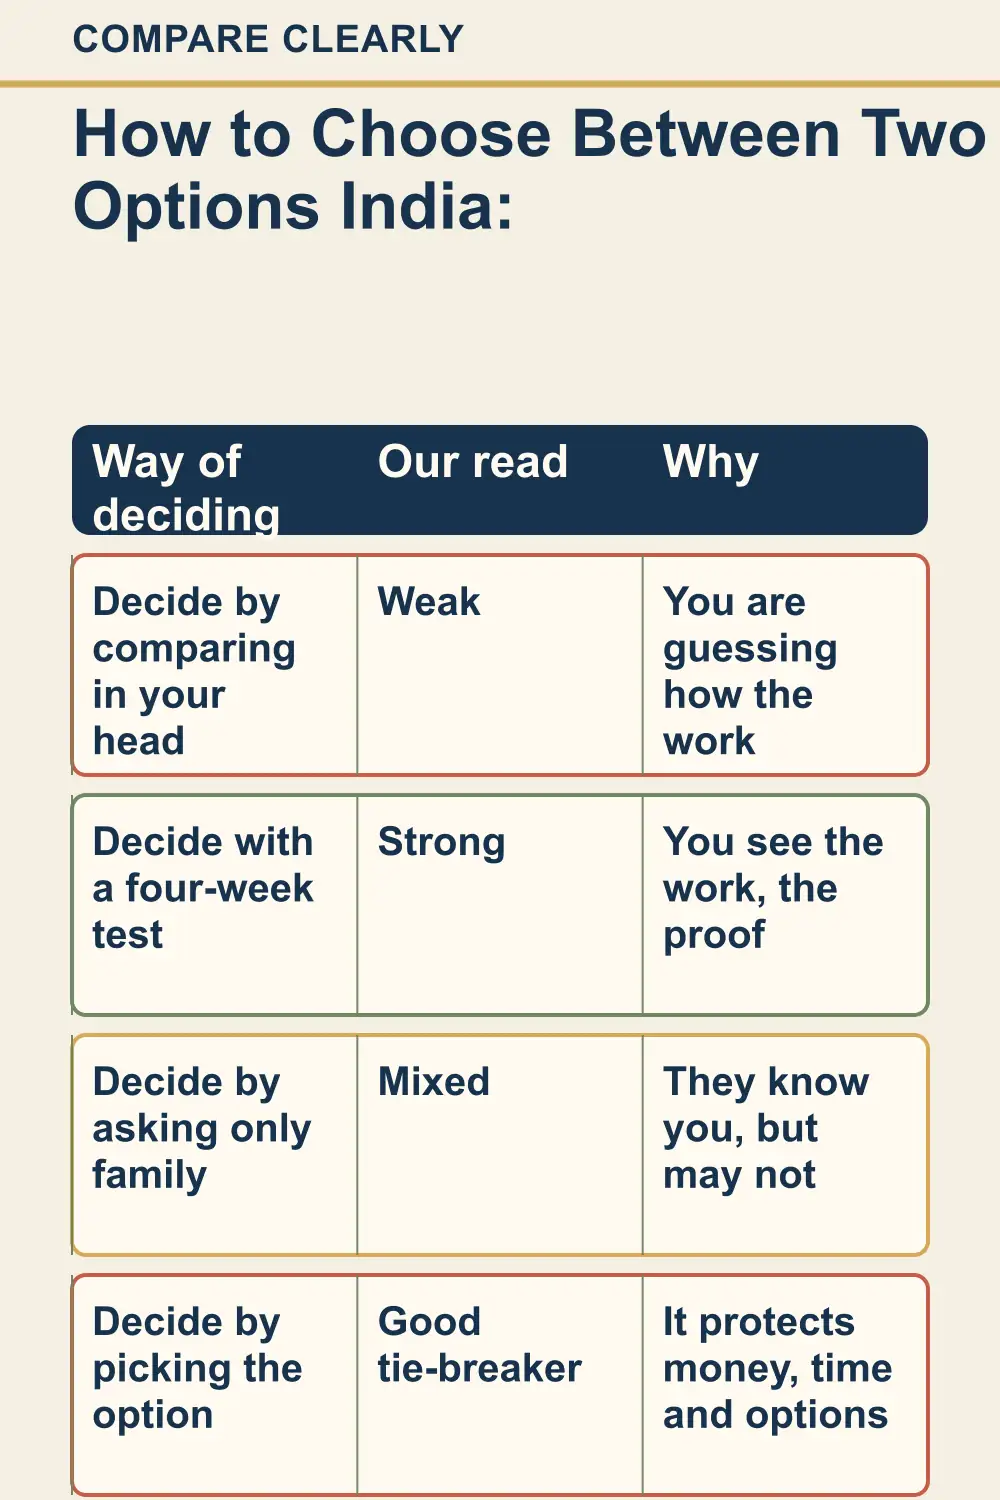 COMPARE CLEARLY
How to Choose Between Two
Options India:
Way of
deciding
Our read
Why
Decide by
comparing
in your
head
Weak
You are
guessing
how the
work
Decide with
a four-week
test
Strong
You see the
work, the
proof
Decide by
asking only
family
Mixed
They know
you, but
may not
Decide by
picking the
option
Good
tie-breaker
It protects
money, time
and options